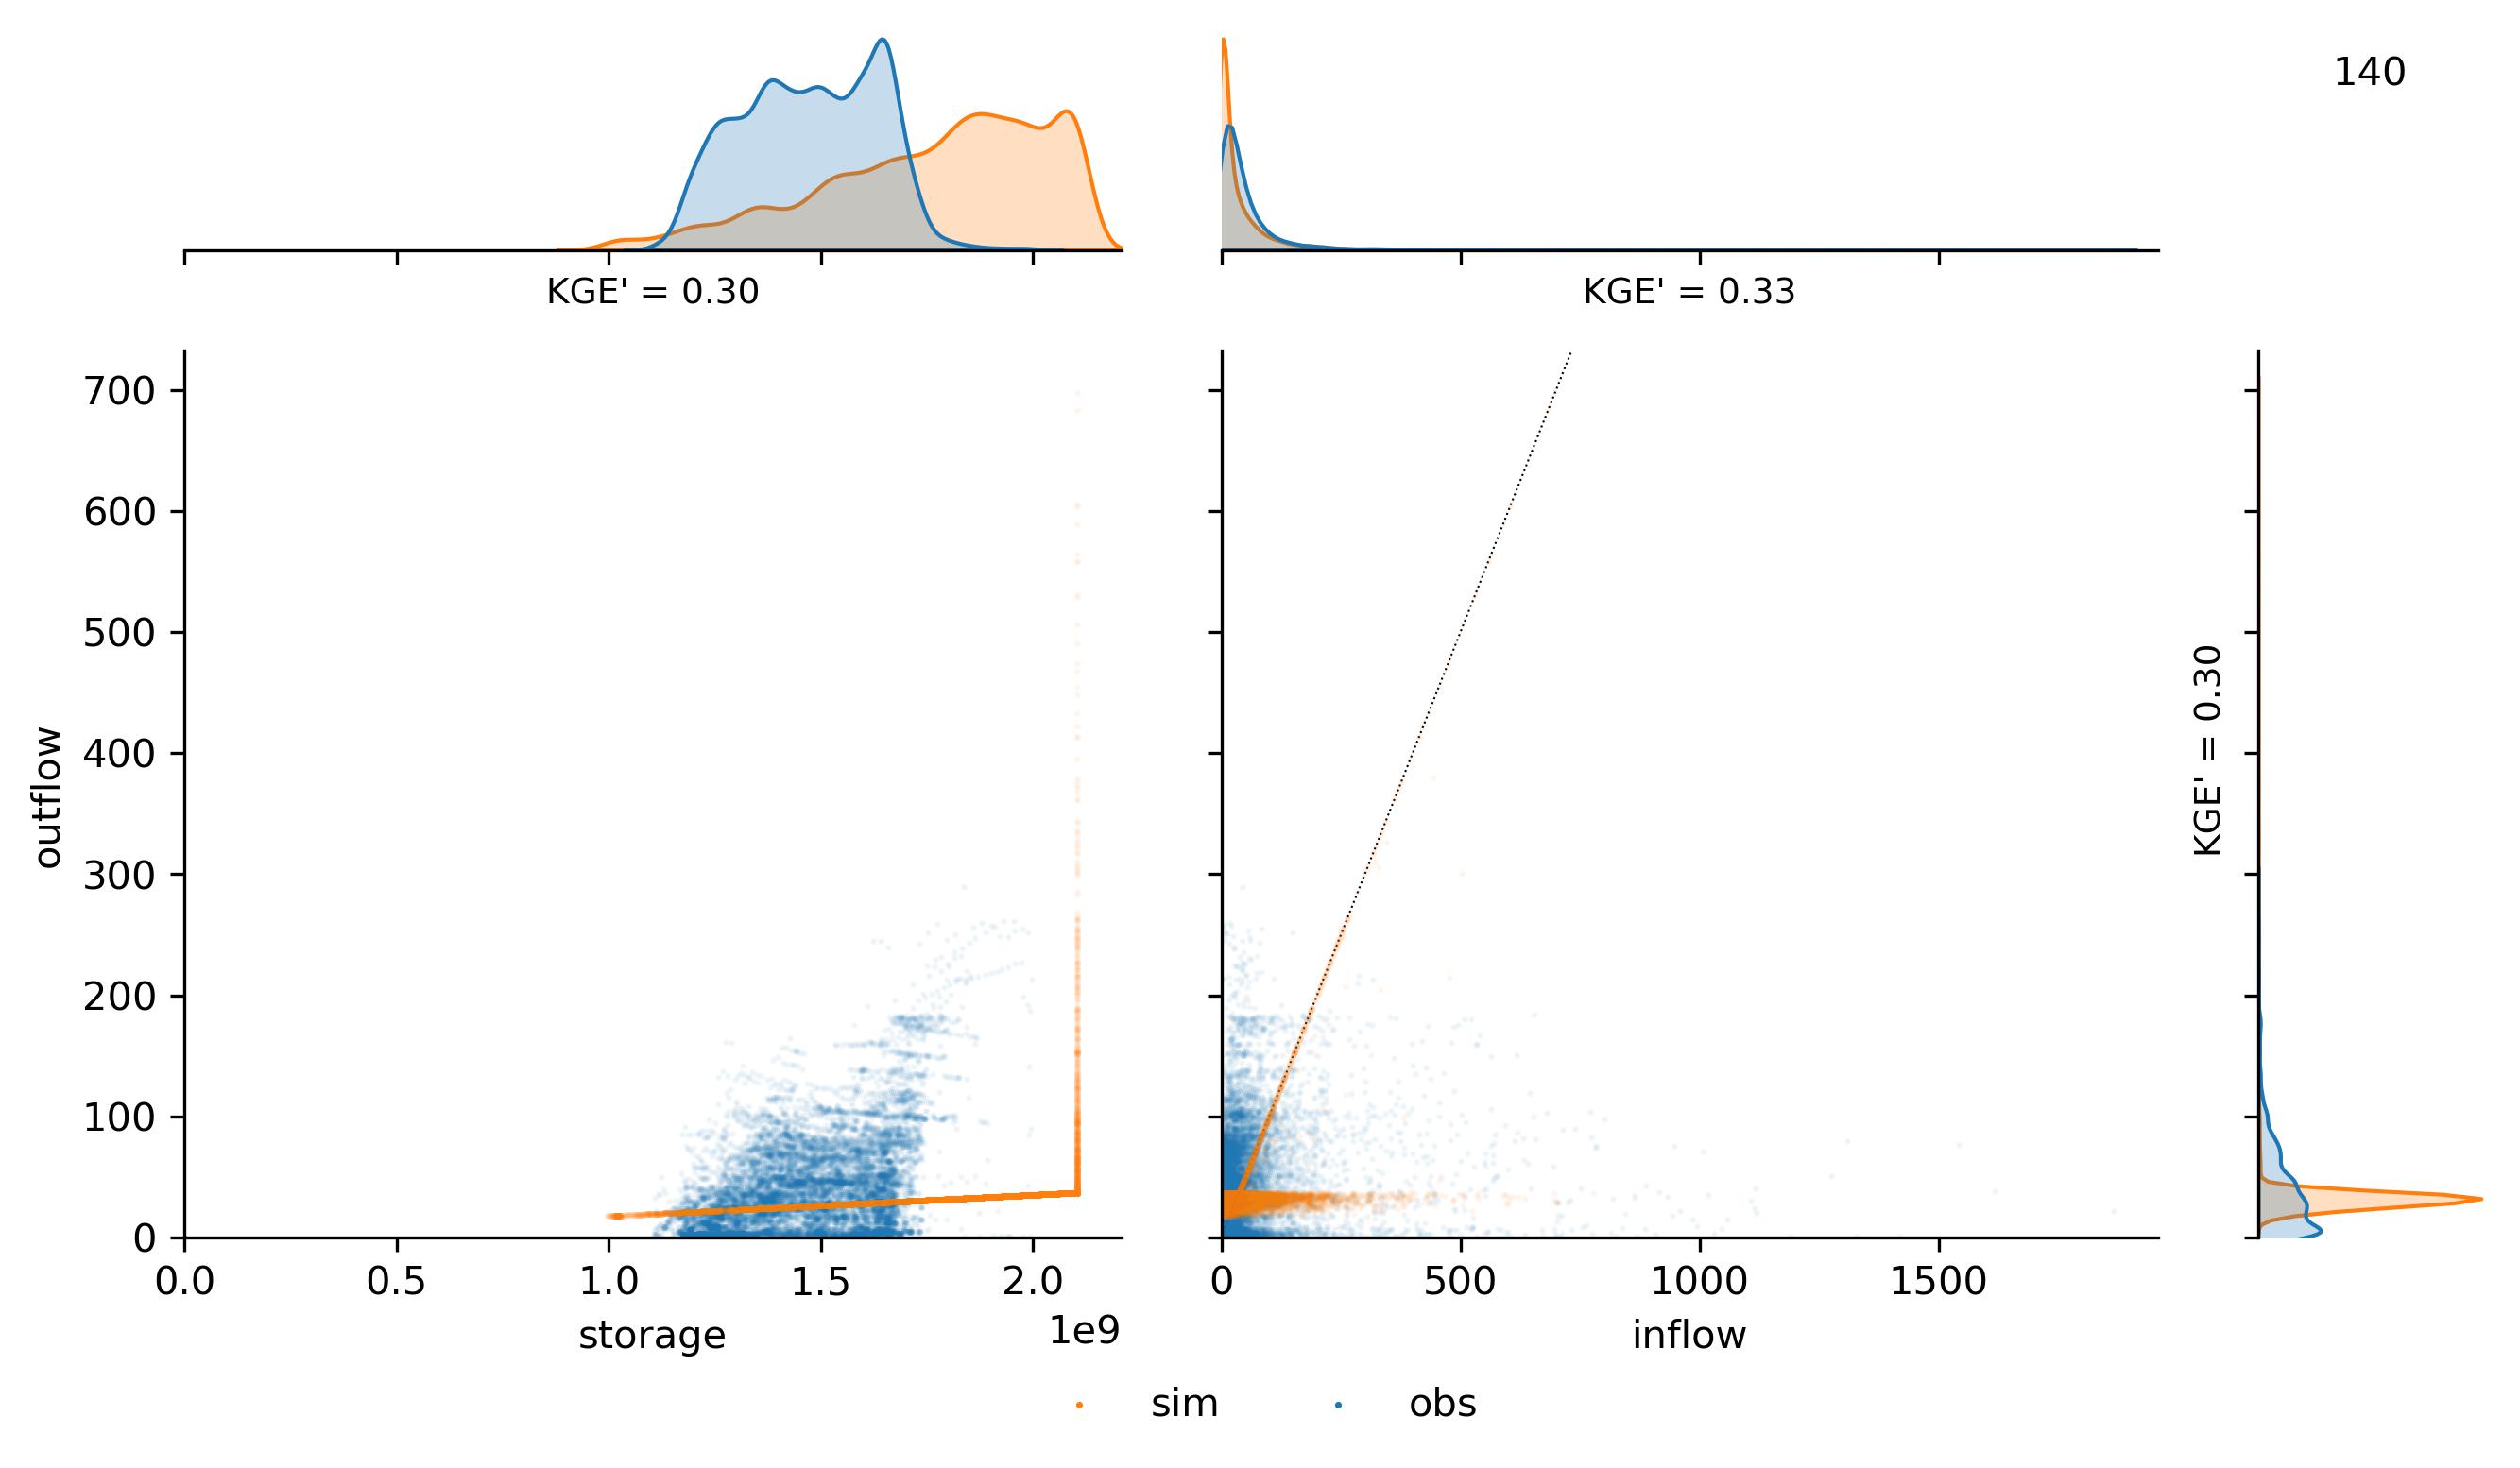 140
KGE' = 0.30
KGE' = 0.33
700
600
500
400
300
200
100
0
outflow
KGE' = 0.30
0.0 0.5 1.0 1.5 2.0
1e9
storage
0 500 1000 1500
inflow
sim obs